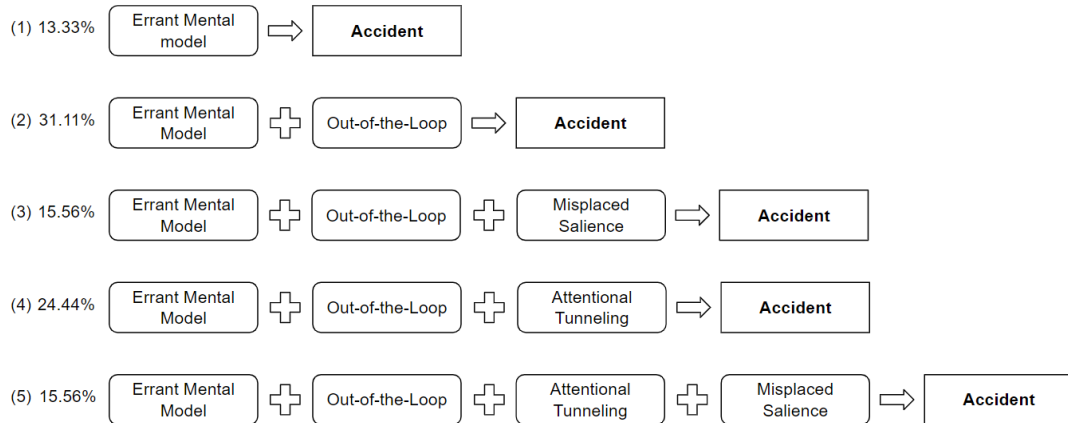 (1) 13.33%
Errant Mental
model
Accident
(2) 31.11%
Errant Mental
Model
Out-of-the-Loop
Accident
(3) 15.56%
Errant Mental
Model
Out-of-the-Loop
Misplaced
Salience
Accident
(4) 24.44%
Errant Mental
Model
Out-of-the-Loop
Attentional
Tunneling
Accident
(5) 15.56%
Errant Mental
Model
Out-of-the-Loop
Attentional
Tunneling
Misplaced
Salience
Accident